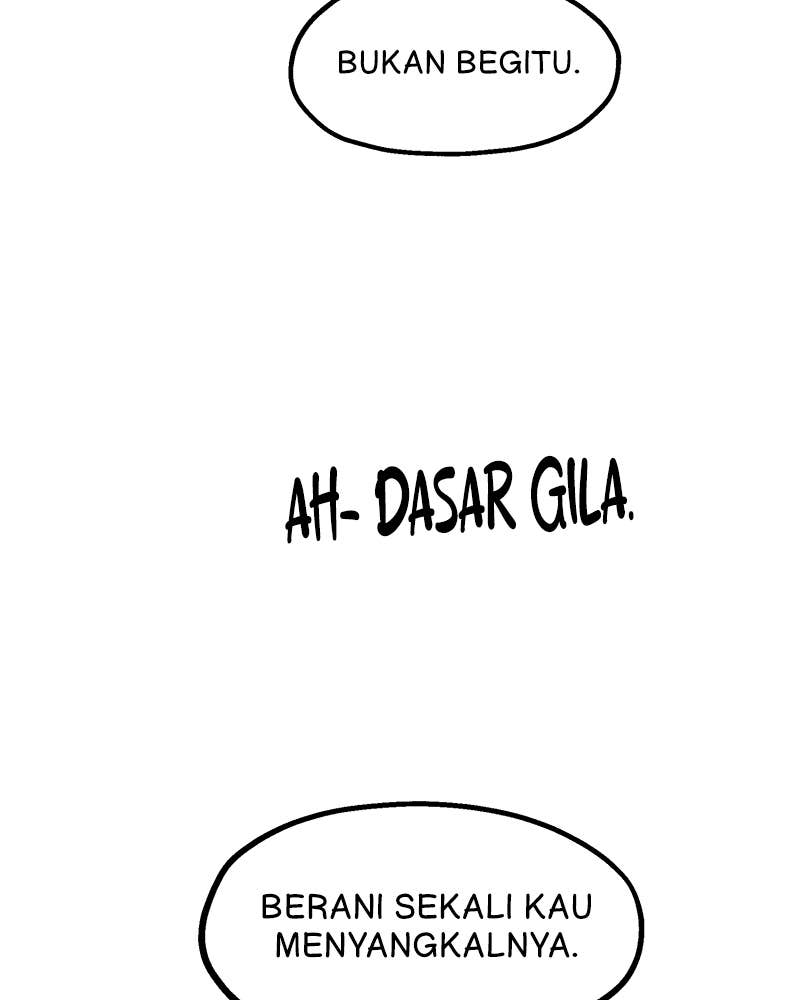 BUKAN BEGITU.
AH- DASAR GILA.
BERANI SEKALI KAU
MENYANGKALNYA.